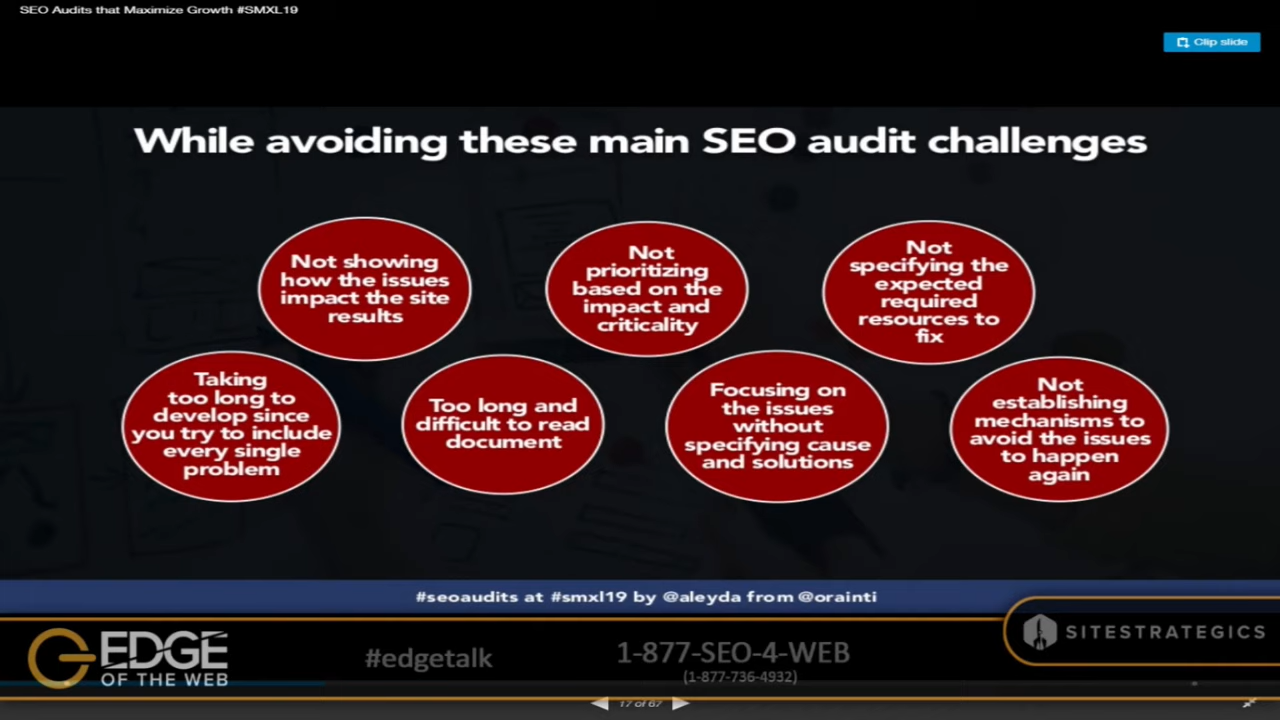 SEO Audits that Maximize Growth #SMXL19
Clip slide
While avoiding these main SEO audit challenges
Not showing
how the issues
impact the site
results
Not
prioritizing
based on the
impact and
criticality
Not
specifying the
expected
required
resources to
fix
Taking
too long to
develop since
you try to include
every single
problem
Too long and
difficult to read
document
Focusing on
the issues
without
specifying cause
and solutions
Not
establishing
mechanisms to
avoid the issues
to happen
again
#seoaudits at #smxl19 by @aleyda from @orainti
EDGE
OF THE WEB
#edgetalk
1-877-SEO-4-WEB
(1-877-736-4932)
SITESTRATEGICS
17 of 67